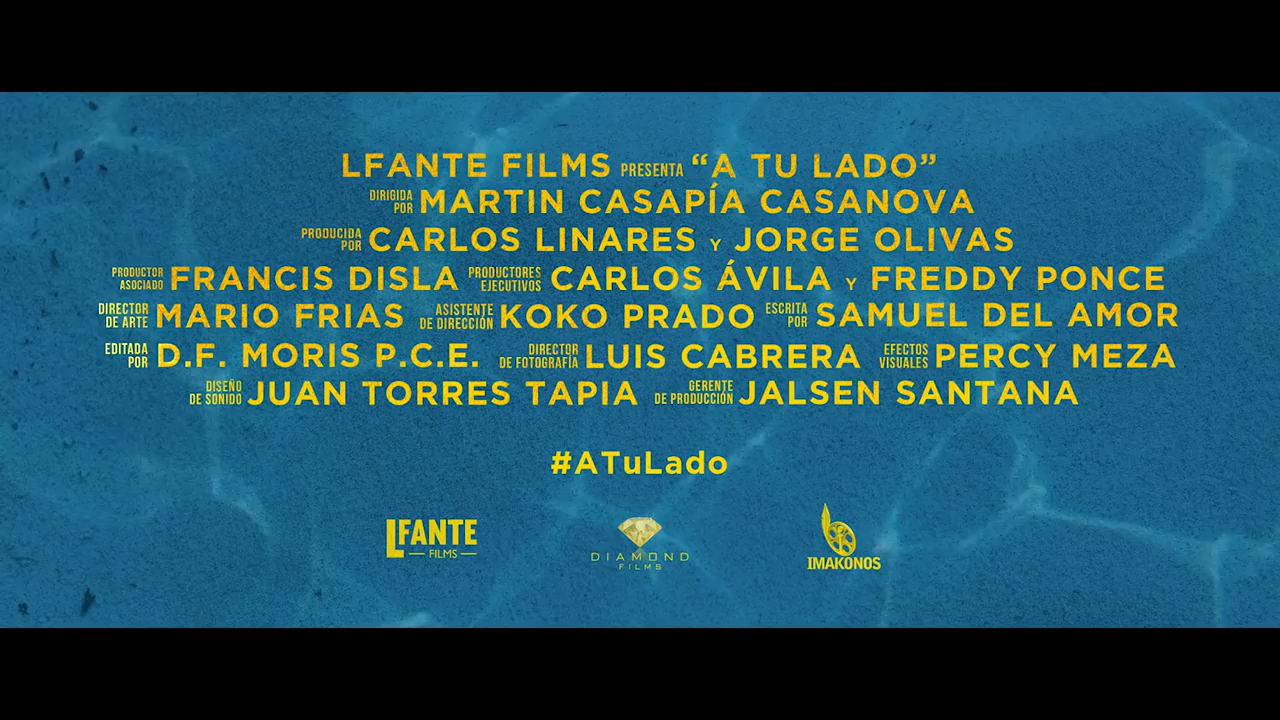 LFANTE FILMS PRESENTA “A TU LADO”
DIRIGIDA POR MARTIN CASAPÍA CASANOVA
PRODUCIDA POR CARLOS LINARES Y JORGE OLIVAS
PRODUCTOR ASOCIADO FRANCIS DISLA PRODUCTORES EJECUTIVOS CARLOS ÁVILA Y FREDDY PONCE
DIRECTOR DE ARTE MARIO FRIAS ASISTENTE DE DIRECCIÓN KOKO PRADO ESCRITA POR SAMUEL DEL AMOR
EDITADA POR D.F. MORIS P.C.E. DIRECTOR DE FOTOGRAFÍA LUIS CABRERA EFECTOS VISUALES PERCY MEZA
DISEÑO DE SONIDO JUAN TORRES TAPIA GERENTE DE PRODUCCIÓN JALSEN SANTANA
#ATuLado
LFANTE FILMS
DIAMOND FILMS
IMAKONOS